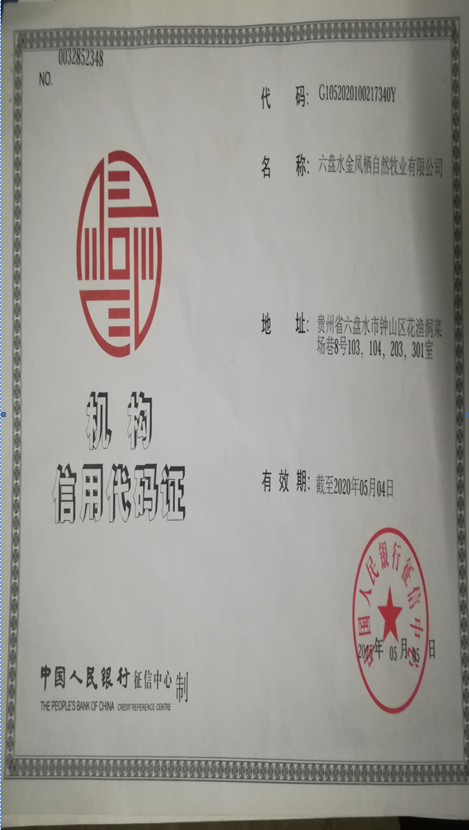 NO.
0032852348
机 构
信用代码证
中国人民银行 征信中心 制
THE PEOPLE'S BANK OF CHINA CREDIT REFERENCE CENTRE
代 码: G1052020100217340Y
名 称: 六盘水金凤栖自然牧业有限公司
地 址: 贵州省六盘水市钟山区花渔洞菜
场巷8号103, 104, 203, 301室
有 效 期: 截至2020年05月04日
中国人民银行征信中心
2015年 05 月 05 日